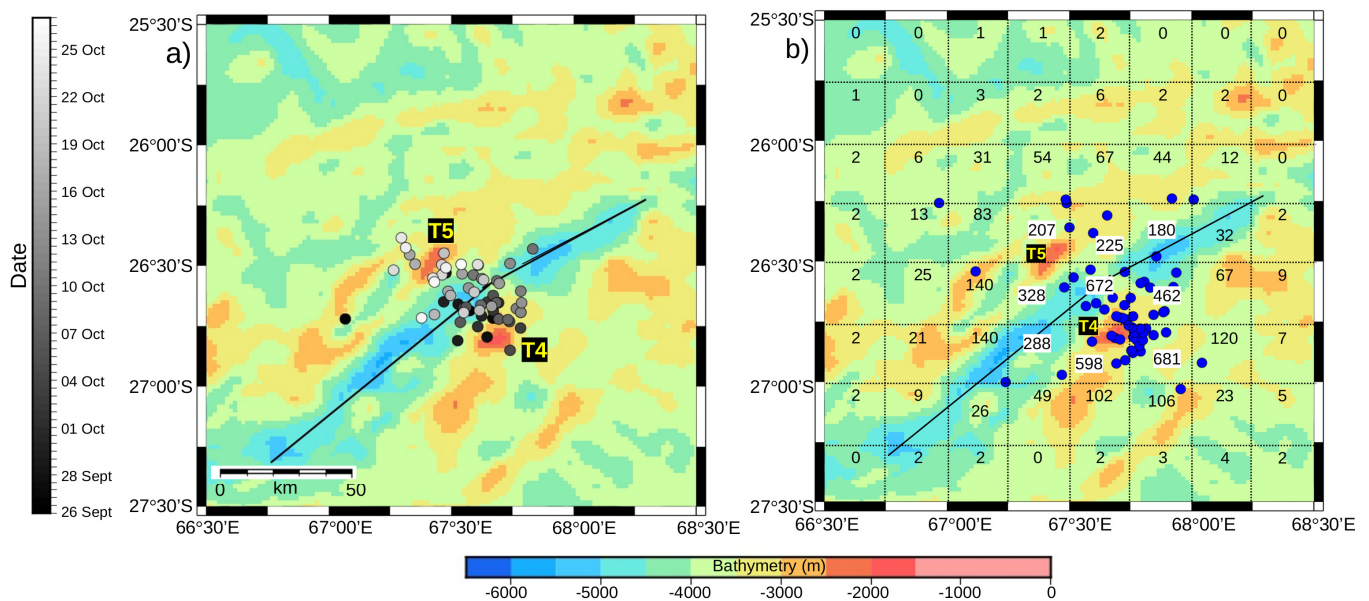 Date
25 Oct
22 Oct
19 Oct
16 Oct
13 Oct
10 Oct
07 Oct
04 Oct
01 Oct
28 Sept
26 Sept
a)
25°30'S
26°00'S
26°30'S
27°00'S
27°30'S
66°30'E
67°00'E
67°30'E
68°00'E
68°30'E
T5
T4
0 km 50
b)
25°30'S
26°00'S
26°30'S
27°00'S
27°30'S
66°30'E
67°00'E
67°30'E
68°00'E
68°30'E
0 0 1 1 2 0 0 0
1 0 3 2 6 2 2 0
2 6 31 54 67 44 12 0
2 13 83 207 225 180 32 2
T5
2 25 140 328 672 462 67 9
T4
2 21 140 288 598 681 120 7
2 9 26 49 102 106 23 5
0 2 2 0 2 3 4 2
Bathymetry (m)
-6000 -5000 -4000 -3000 -2000 -1000 0